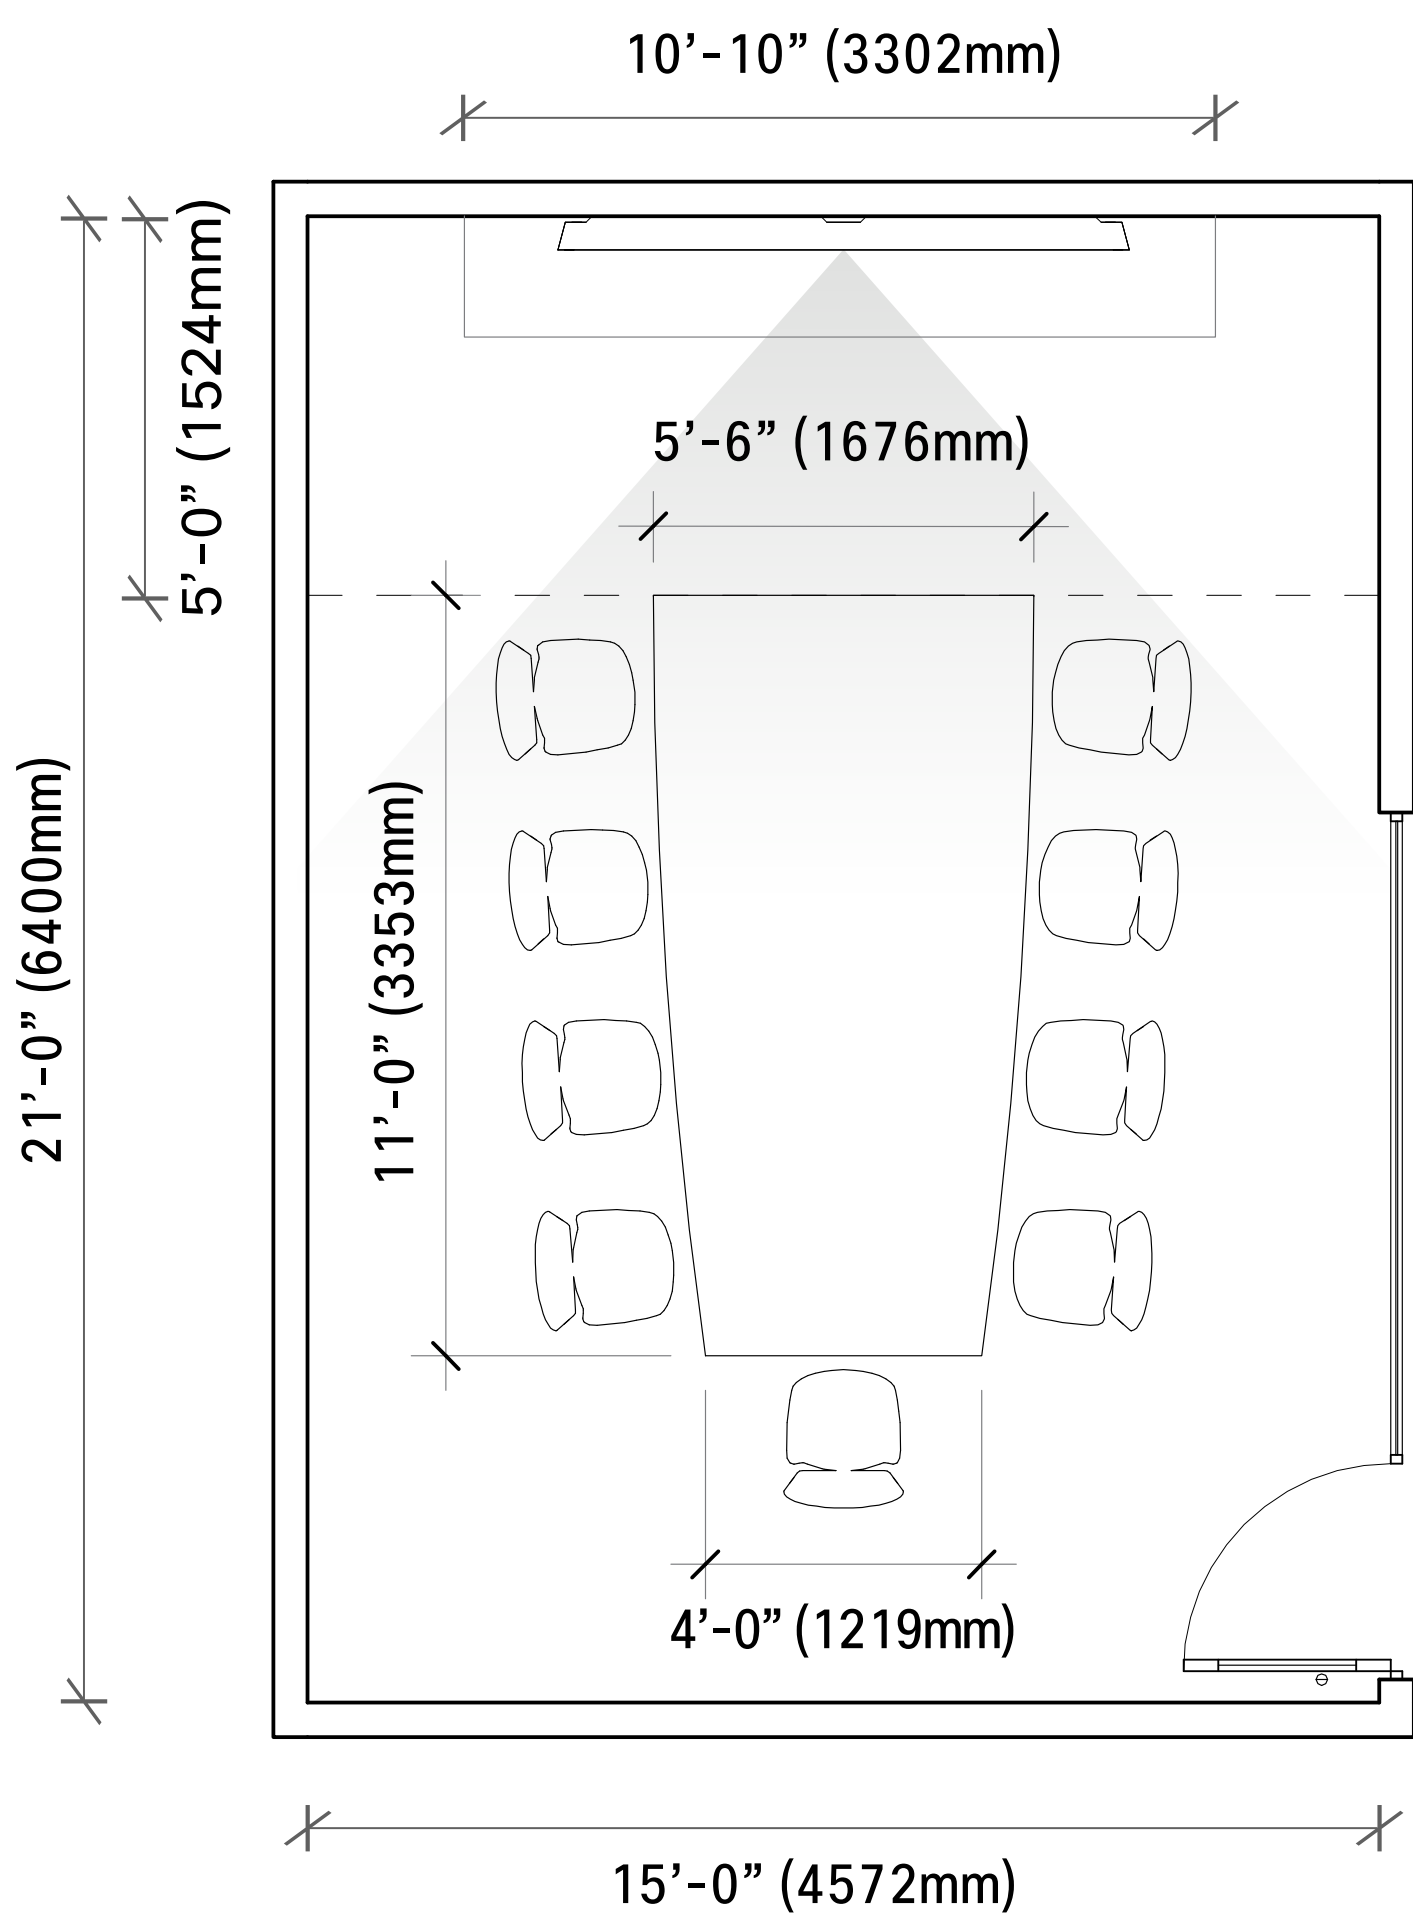 10’-10” (3302mm)
5’-0” (1524mm)
5’-6” (1676mm)
21’-0” (6400mm)
11’-0” (3353mm)
4’-0” (1219mm)
15’-0” (4572mm)